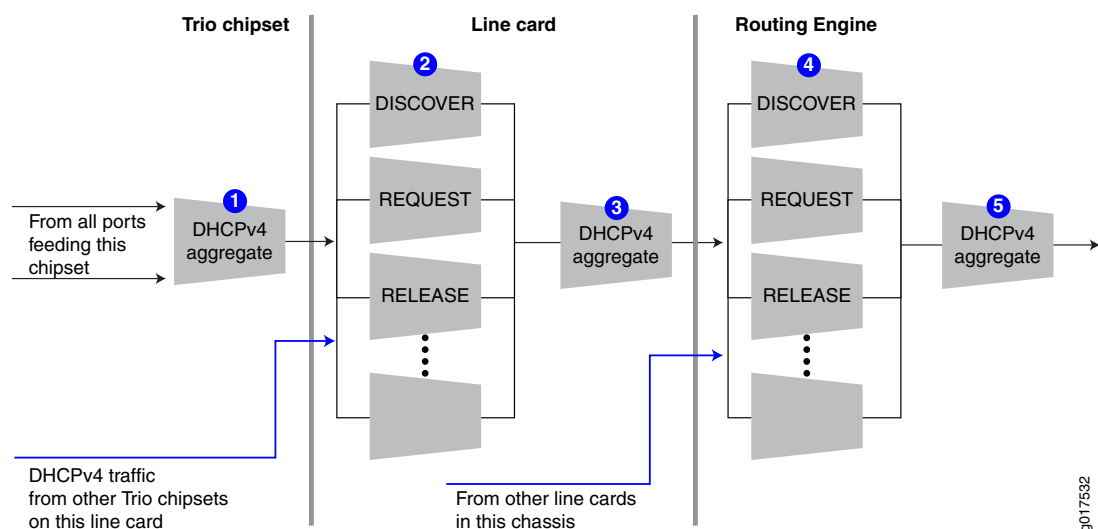 Trio chipset
Line card
Routing Engine
2
4
DISCOVER
DISCOVER
1
REQUEST
3
REQUEST
5
From all ports
feeding this
chipset
DHCPv4
aggregate
DHCPv4
aggregate
DHCPv4
aggregate
RELEASE
RELEASE
DHCPv4 traffic
from other Trio chipsets
on this line card
From other line cards
in this chassis
g017532